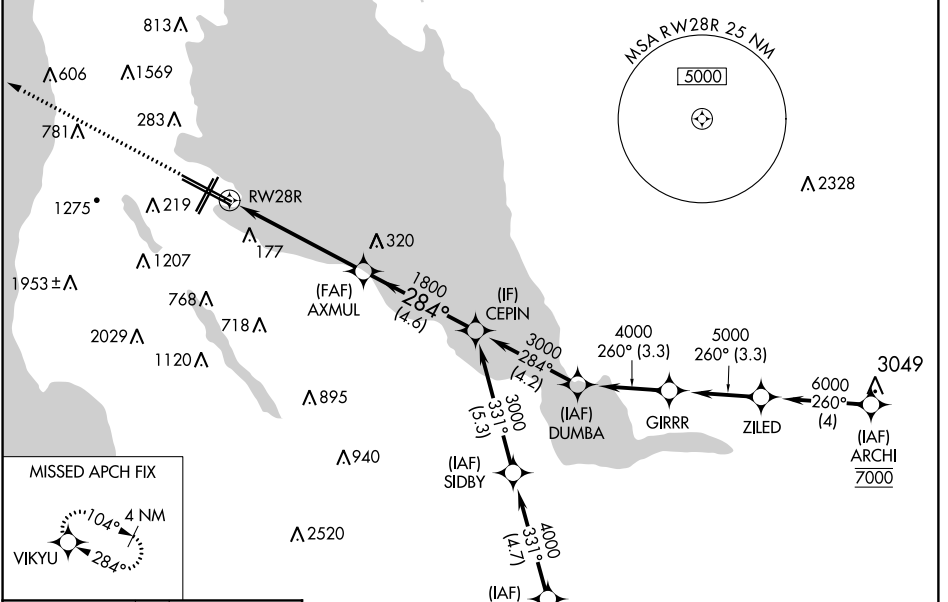 813
606
1569
283
781
MSA RW28R 25 NM
5000
2328
RW28R
1275
219
177
320
1207
1953 ±
768
718
2029
1120
895
940
2520
(FAF)
AXMUL
1800
284°
(4.6)
(IF)
CEPIN
3000
284°
(4.2)
4000
260° (3.3)
5000
260° (3.3)
6000
260°
(4)
3049
(IAF)
DUMBA
GIRRR
ZILED
(IAF)
ARCHI
7000
3000
331°
(5.3)
(IAF)
SIDBY
4000
331°
(4.7)
(IAF)
MISSED APCH FIX
104°
4 NM
VIKYU
284°